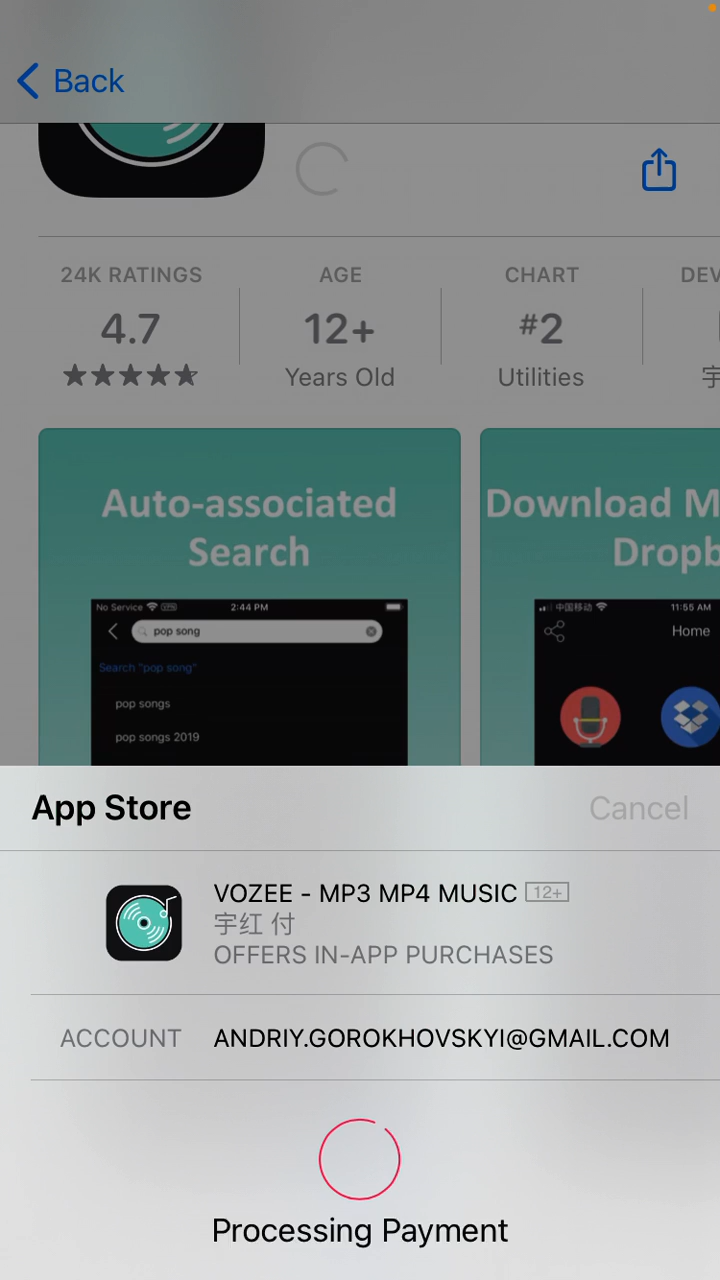 Back
24K RATINGS
4.7
AGE
12+
Years Old
CHART
#2
Utilities
DEV
宇
Auto-associated
Search
No Service VPN 2:44 PM
pop song
Search "pop song"
pop songs
pop songs 2019
Download M
Dropb
中国移动 11:55 AM
Home
App Store
Cancel
VOZEE - MP3 MP4 MUSIC 12+
宇红 付
OFFERS IN-APP PURCHASES
ACCOUNT ANDRIY.GOROKHOVSKYI@GMAIL.COM
Processing Payment